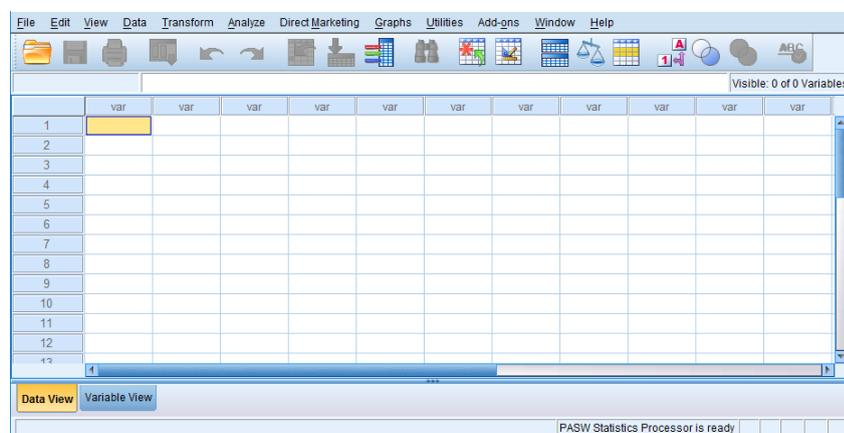 File Edit View Data Transform Analyze Direct Marketing Graphs Utilities Add-ons Window Help
A
1
ABC
Visible: 0 of 0 Variables
var var var var var var var var var var var
1
2
3
4
5
6
7
8
9
10
11
12
13
Data View Variable View
PASW Statistics Processor is ready